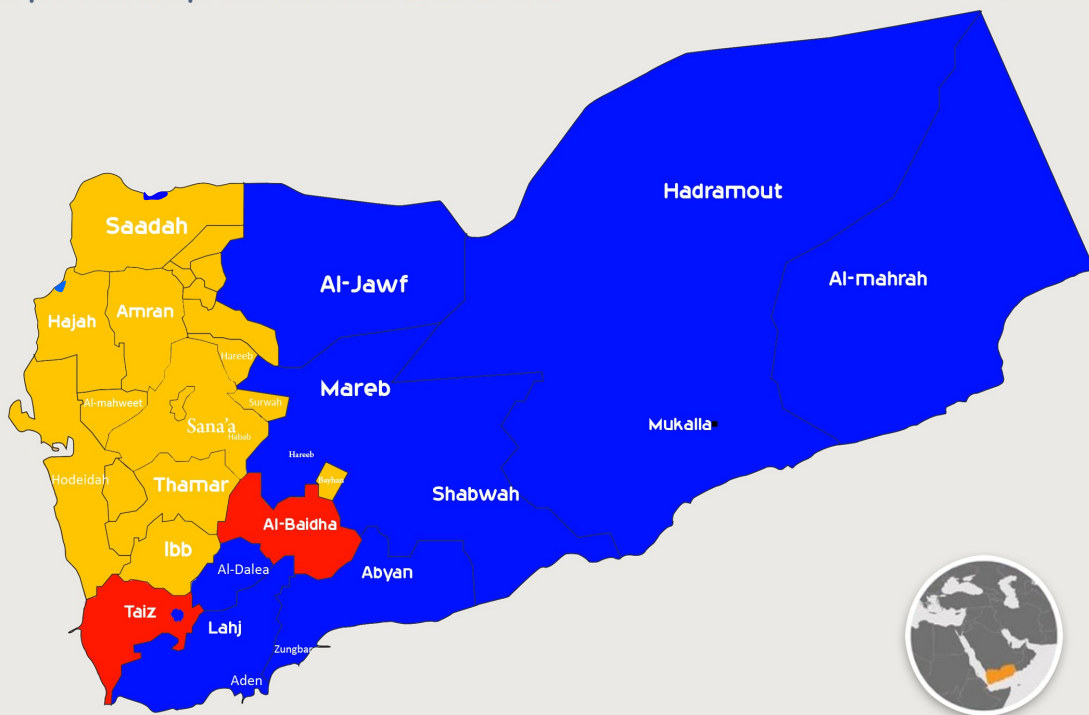 Hadramout
Saadah
Al-Jawf
Al-mahrah
Hajah
Amran
Hareeb
Mareb
Al-mahweet
Surwah
Sana'a
Habab
Mukalla
Hareeb
Hodeidah
Thamar
Bayhan
Shabwah
Al-Baidha
Ibb
Al-Dalea
Abyan
Taiz
Lahj
Zungbar
Aden